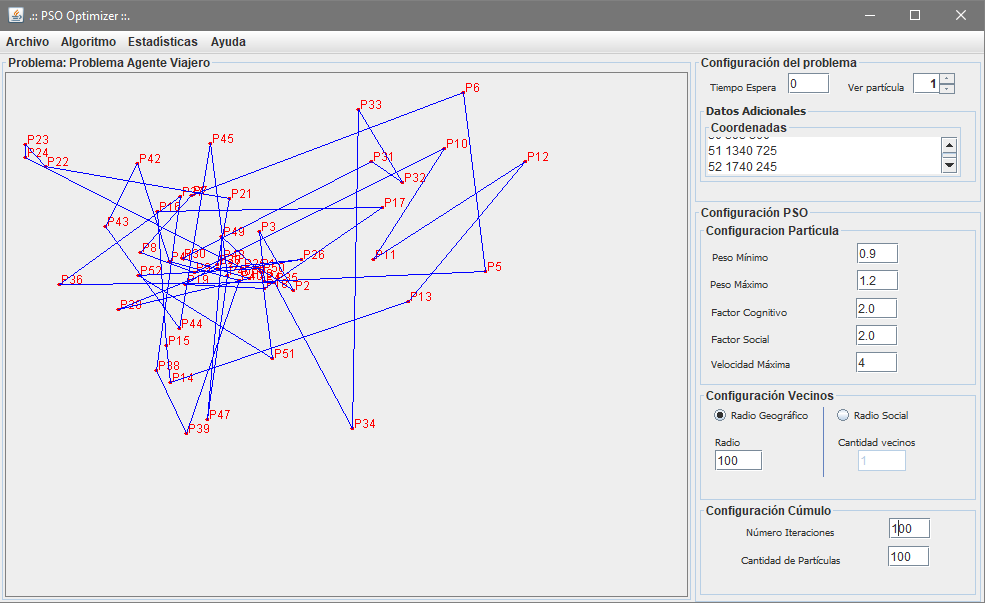 .:: PSO Optimizer ::.
Archivo Algoritmo Estadísticas Ayuda
Problema: Problema Agente Viajero
P6
P33
P23
P24
P22
P45
P42
P10
P31
P12
P32
P21
P16
P17
P43
P49
P3
P8
P30
P26
P11
P52
P5
P36
P19
P2
P13
P44
P15
P51
P38
P14
P47
P39
P34
Configuración del problema
Tiempo Espera 0 Ver partícula 1
Datos Adicionales
Coordenadas
51 1340 725
52 1740 245
Configuración PSO
Configuracion Partícula
Peso Mínimo 0.9
Peso Máximo 1.2
Factor Cognitivo 2.0
Factor Social 2.0
Velocidad Máxima 4
Configuración Vecinos
Radio Geográfico Radio Social
Radio Cantidad vecinos
100 1
Configuración Cúmulo
Número Iteraciones 100
Cantidad de Partículas 100